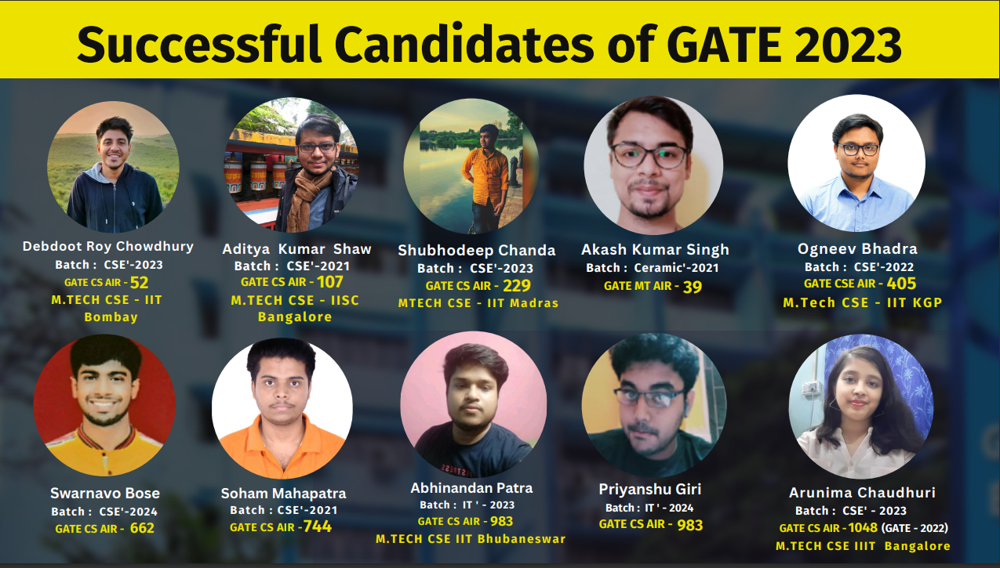 Successful Candidates of GATE 2023
Debdoot Roy Chowdhury
Batch : CSE'-2023
GATE CS AIR - 52
M.TECH CSE - IIT
Bombay
Aditya Kumar Shaw
Batch : CSE'-2021
GATE CS AIR - 107
M.TECH CSE - IISC
Bangalore
Shubhodeep Chanda
Batch : CSE'-2023
GATE CS AIR - 229
MTECH CSE - IIT Madras
Akash Kumar Singh
Batch : Ceramic'-2021
GATE MT AIR - 39
Ogneev Bhadra
Batch : CSE'-2022
GATE CSE AIR - 405
M.Tech CSE - IIT KGP
Swarnavo Bose
Batch : CSE'-2024
GATE CS AIR - 662
Soham Mahapatra
Batch : CSE'-2021
GATE CS AIR -744
Abhinandan Patra
Batch : IT ' - 2023
GATE CS AIR - 983
M.TECH CSE IIT Bhubaneswar
Priyanshu Giri
Batch : IT ' - 2024
GATE CS AIR - 983
Arunima Chaudhuri
Batch : CSE' - 2023
GATE CS AIR - 1048 (GATE - 2022)
M.TECH CSE IIIT Bangalore